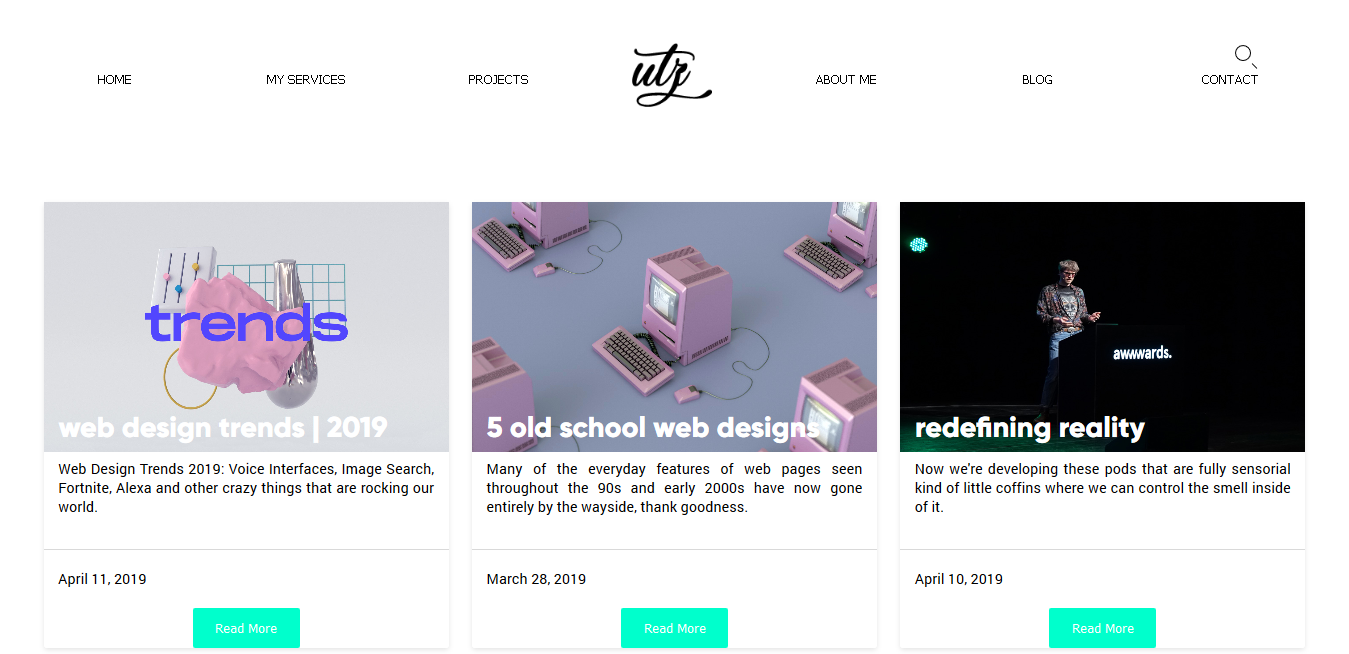 HOME
MY SERVICES
PROJECTS
utz
ABOUT ME
BLOG
CONTACT
trends
web design trends | 2019
Web Design Trends 2019: Voice Interfaces, Image Search,
Fortnite, Alexa and other crazy things that are rocking our
world.
April 11, 2019
Read More
5 old school web designs
Many of the everyday features of web pages seen
throughout the 90s and early 2000s have now gone
entirely by the wayside, thank goodness.
March 28, 2019
Read More
awwwards.
redefining reality
Now we're developing these pods that are fully sensorial
kind of little coffins where we can control the smell inside
of it.
April 10, 2019
Read More